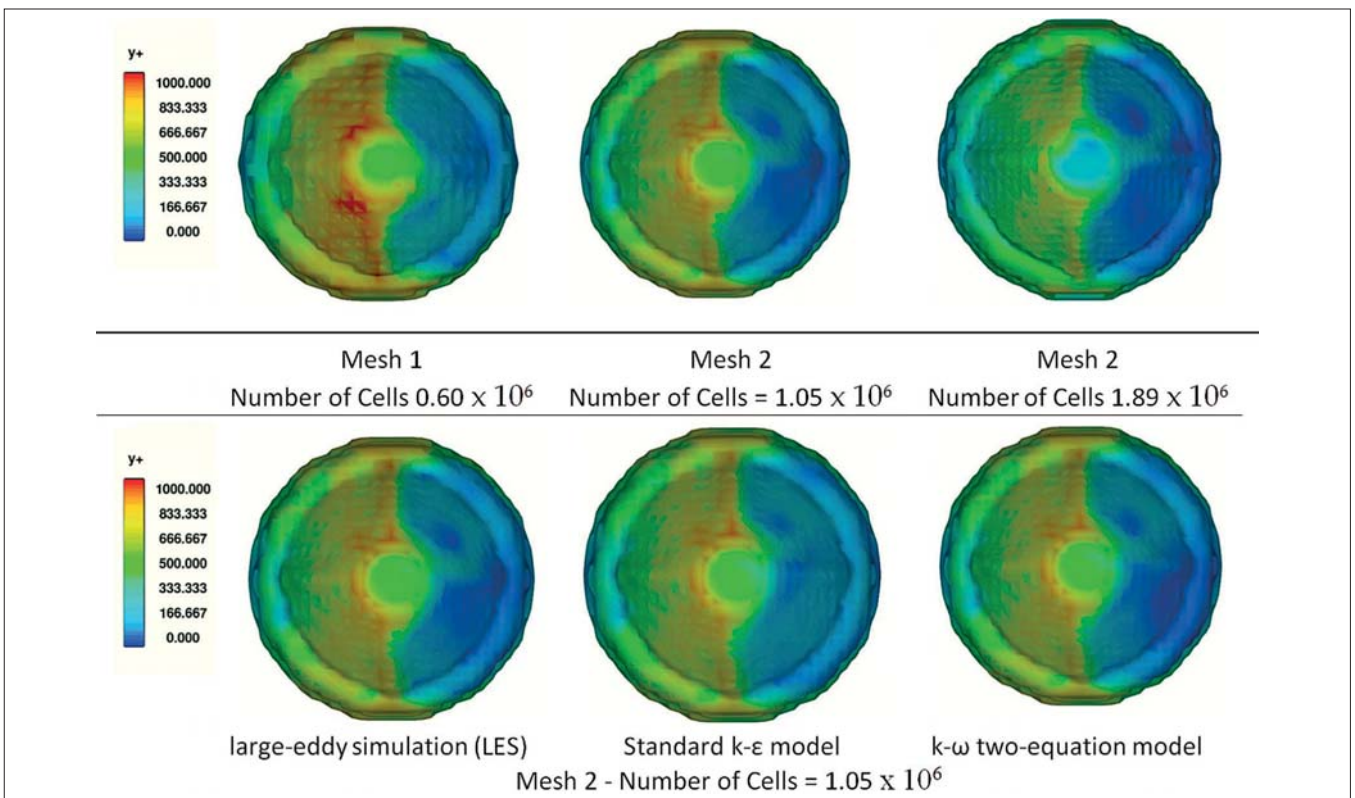 y+
1000.000
833.333
666.667
500.000
333.333
166.667
0.000
Mesh 1
Number of Cells 0.60 x 10⁶
Mesh 2
Number of Cells = 1.05 x 10⁶
Mesh 2
Number of Cells 1.89 x 10⁶
y+
1000.000
833.333
666.667
500.000
333.333
166.667
0.000
large-eddy simulation (LES)
Standard k-ε model
k-ω two-equation model
Mesh 2 - Number of Cells = 1.05 x 10⁶